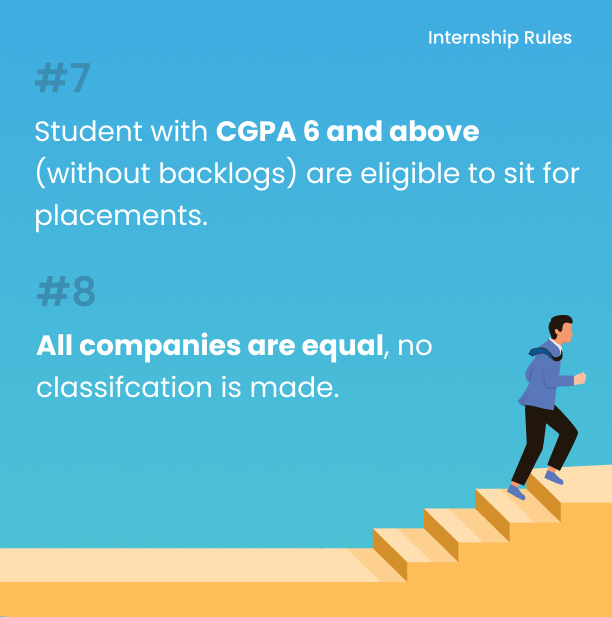 Internship Rules
#7
Student with CGPA 6 and above
(without backlogs) are eligible to sit for
placements.
#8
All companies are equal, no
classifcation is made.